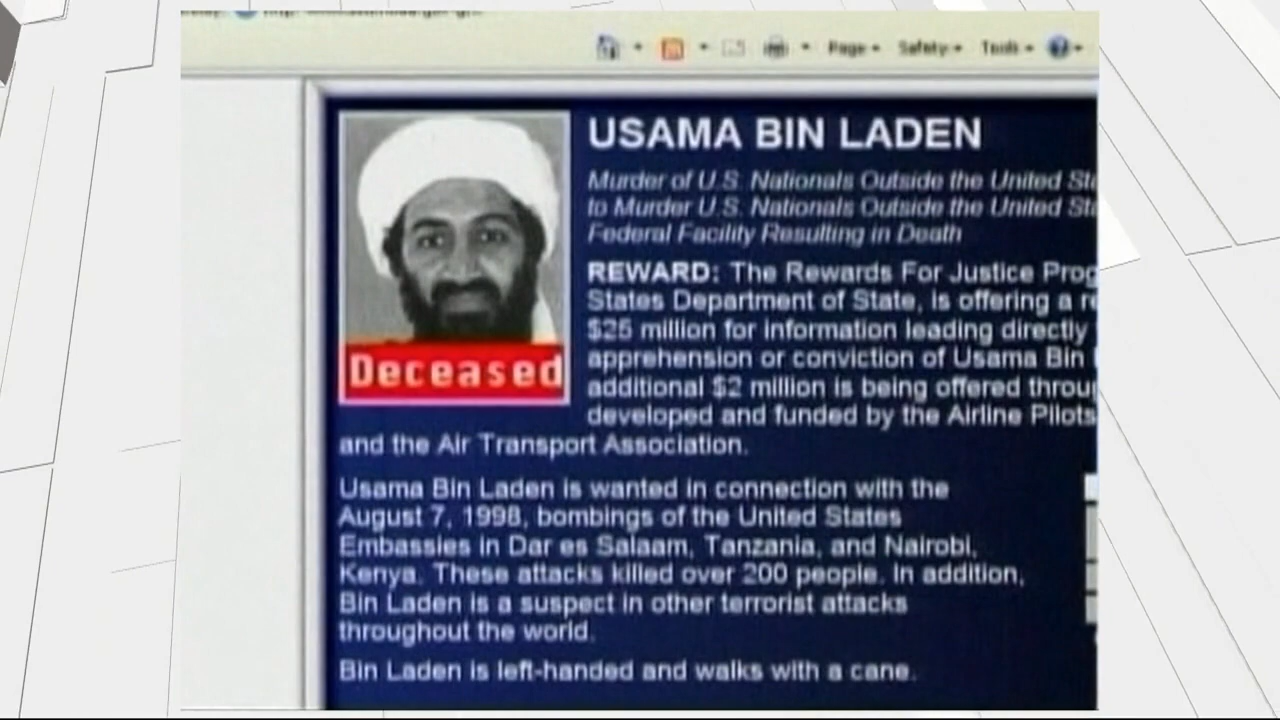 Page
Safety
Tools
USAMA BIN LADEN
Murder of U.S. Nationals Outside the United
to Murder U.S. Nationals Outside the United
Federal Facility Resulting in Death
REWARD: The Rewards For Justice
States Department of State, is offering a
$25 million for information leading directly
apprehension or conviction of Usama Bin
additional $2 million is being offered
developed and funded by the Airline Pilots
and the Air Transport Association.
Deceased
Usama Bin Laden is wanted in connection with the
August 7, 1998, bombings of the United States
Embassies in Dar es Salaam, Tanzania, and Nairobi,
Kenya. These attacks killed over 200 people. In addition,
Bin Laden is a suspect in other terrorist attacks
throughout the world.
Bin Laden is left-handed and walks with a cane.